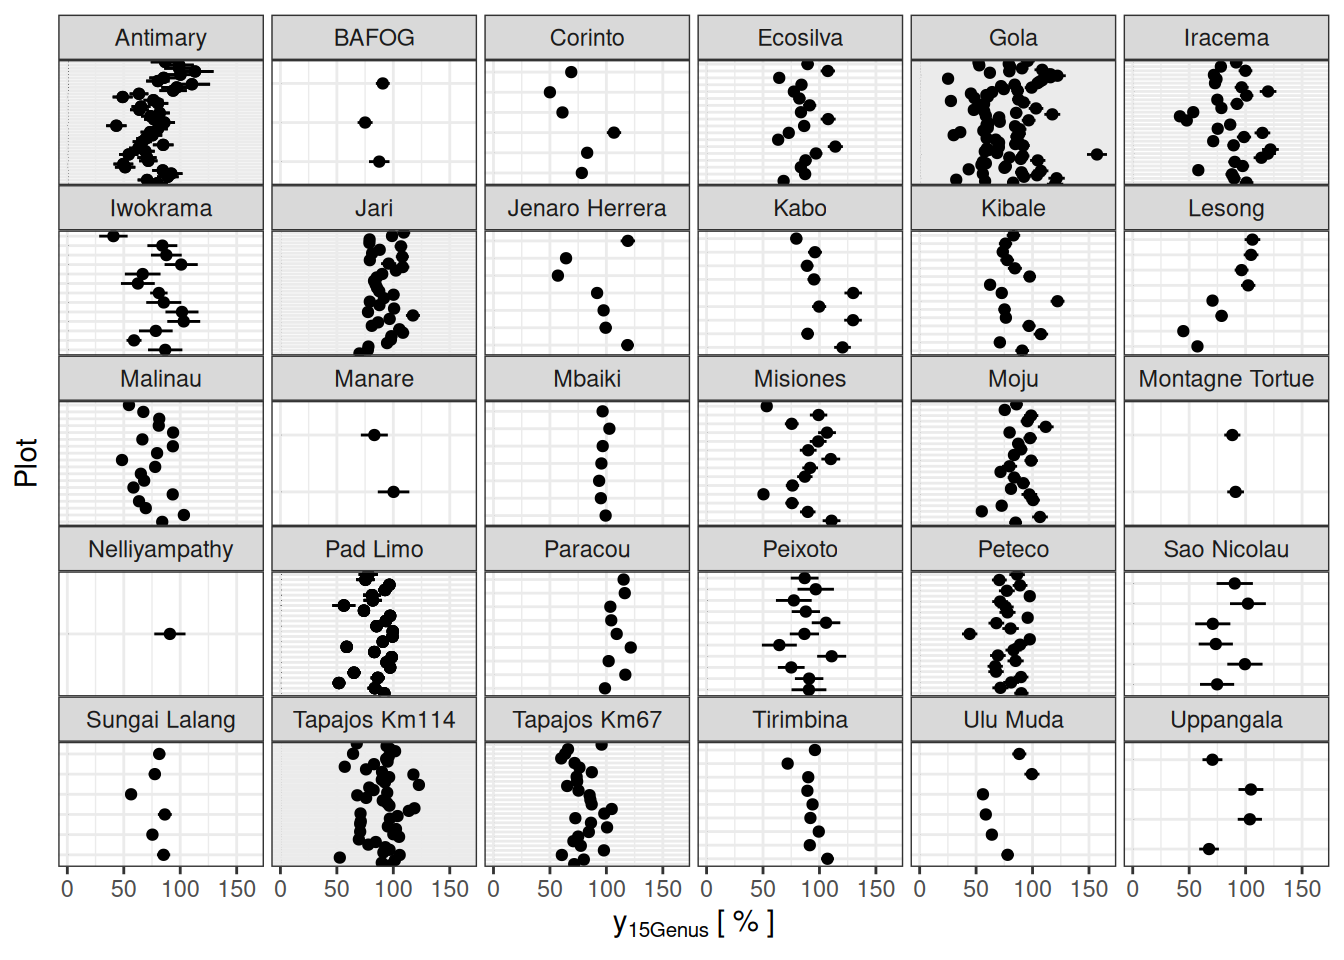 Antimary BAFOG Corinto Ecosilva Gola Iracema
Iwokrama Jari Jenaro Herrera Kabo Kibale Lesong
Malinau Manare Mbaiki Misiones Moju Montagne Tortue
Plot
Nelliyampathy Pad Limo Paracou Peixoto Peteco Sao Nicolau
Sungai Lalang Tapajos Km114 Tapajos Km67 Tirimbina Ulu Muda Uppangala
0 50 100 150 0 50 100 150 0 50 100 150 0 50 100 150 0 50 100 150 0 50 100 150
y15Genus [ % ]